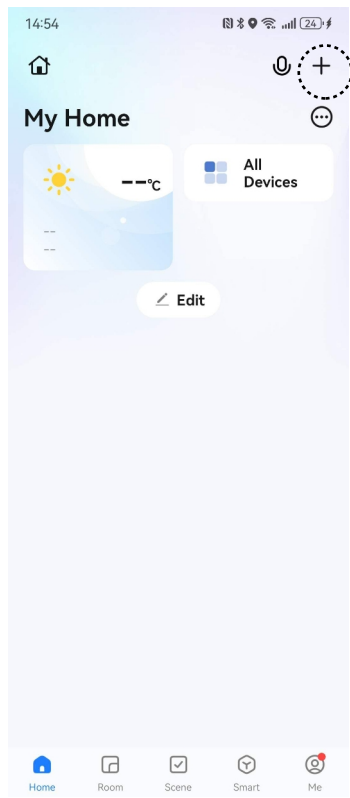 14:54
24
My Home
--°C
All
Devices
--
--
Edit
Home
Room
Scene
Smart
Me